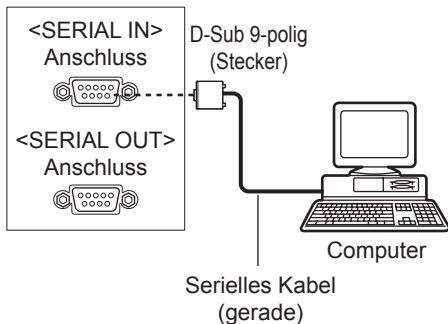 <SERIAL IN>
Anschluss
D-Sub 9-polig
(Stecker)
<SERIAL OUT>
Anschluss
Computer
Serielles Kabel
(gerade)